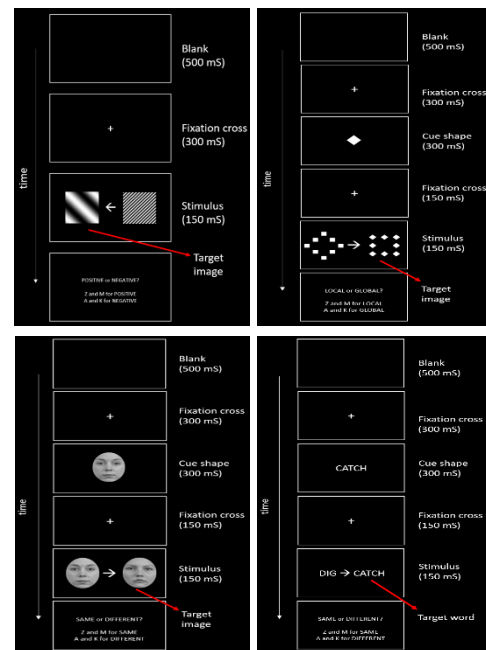 Blank
(500 mS)
Fixation cross
(300 mS)
time
Stimulus
(150 mS)
Target
image
POSITIVE or NEGATIVE?
Z and M for POSITIVE
A and K for NEGATIVE
Blank
(500 mS)
Fixation cross
(300 mS)
Cue shape
(300 mS)
time
Fixation cross
(150 mS)
Stimulus
(150 mS)
Target
image
LOCAL or GLOBAL?
Z and M for LOCAL
A and K for GLOBAL
Blank
(500 mS)
Fixation cross
(300 mS)
Cue shape
(300 mS)
time
Fixation cross
(150 mS)
Stimulus
(150 mS)
Target
image
SAME or DIFFERENT?
Z and M for SAME
A and K for DIFFERENT
Blank
(500 mS)
Fixation cross
(300 mS)
CATCH
Cue shape
(300 mS)
time
Fixation cross
(150 mS)
DIG → CATCH
Stimulus
(150 mS)
Target word
SAME or DIFFERENT?
Z and M for SAME
A and K for DIFFERENT